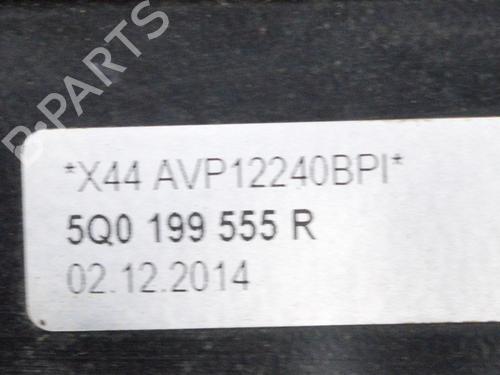 B-PARTS
*X44 AVP12240BPI*
5Q0 199 555 R
02.12.2014